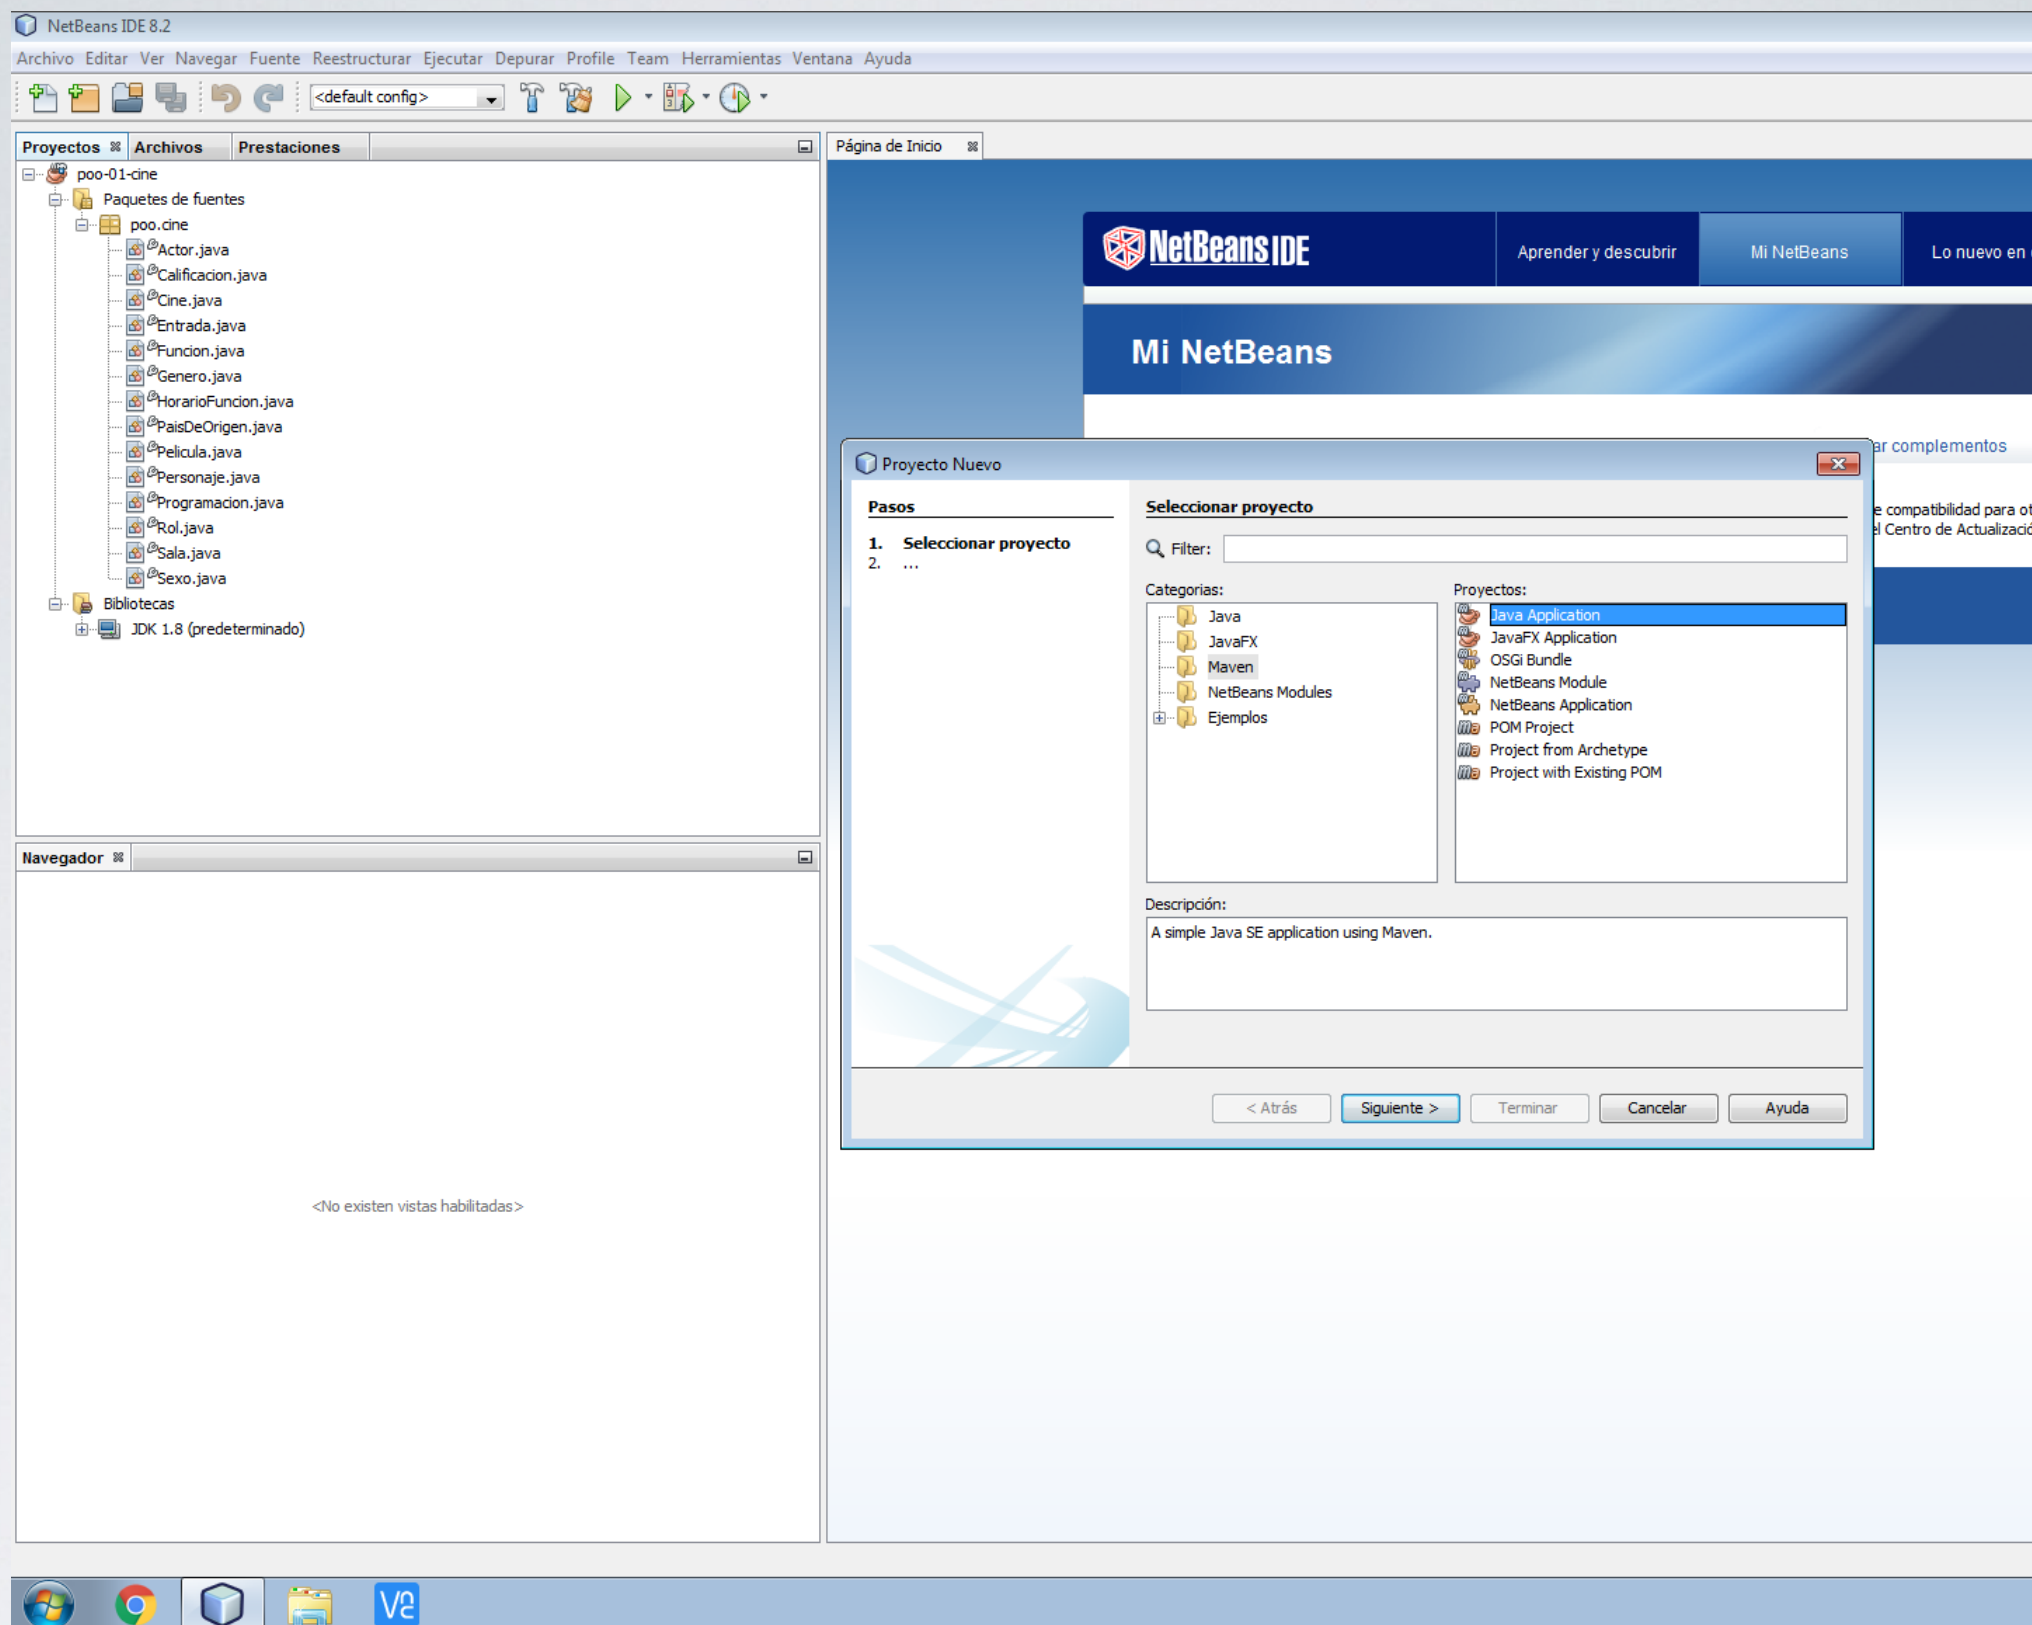 NetBeans IDE 8.2
Archivo Editar Ver Navegar Fuente Reestructurar Ejecutar Depurar Profile Team Herramientas Ventana Ayuda
<default config>
Proyectos Archivos Prestaciones
poo-01-cine
Paquetes de fuentes
poo.cine
Actor.java
Calificacion.java
Cine.java
Entrada.java
Funcion.java
Genero.java
HorarioFuncion.java
PaisDeOrigen.java
Pelicula.java
Personaje.java
Programacion.java
Rol.java
Sala.java
Sexo.java
Bibliotecas
JDK 1.8 (predeterminado)
Navegador
<No existen vistas habilitadas>
Página de Inicio
NetBeans IDE
Aprender y descubrir Mi NetBeans Lo nuevo en
Mi NetBeans
ar complementos
e compatibilidad para ot
el Centro de Actualizació
Proyecto Nuevo
Pasos
1. Seleccionar proyecto
2. ...
Seleccionar proyecto
Filter:
Categorias:
Java
JavaFX
Maven
NetBeans Modules
Ejemplos
Proyectos:
Java Application
JavaFX Application
OSGi Bundle
NetBeans Module
NetBeans Application
POM Project
Project from Archetype
Project with Existing POM
Descripción:
A simple Java SE application using Maven.
< Atrás Siguiente > Terminar Cancelar Ayuda